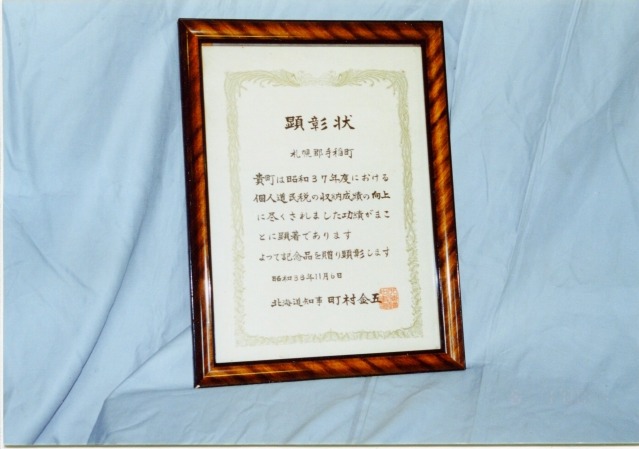 顕彰状
札幌郡手稲町
貴町は昭和37年度における
個人道民税の収納成績の向上
に尽くされました功績がまこ
とに顕著であります
よって記念品を贈り顕彰します
昭和38年11月6日
北海道知事 町村金五